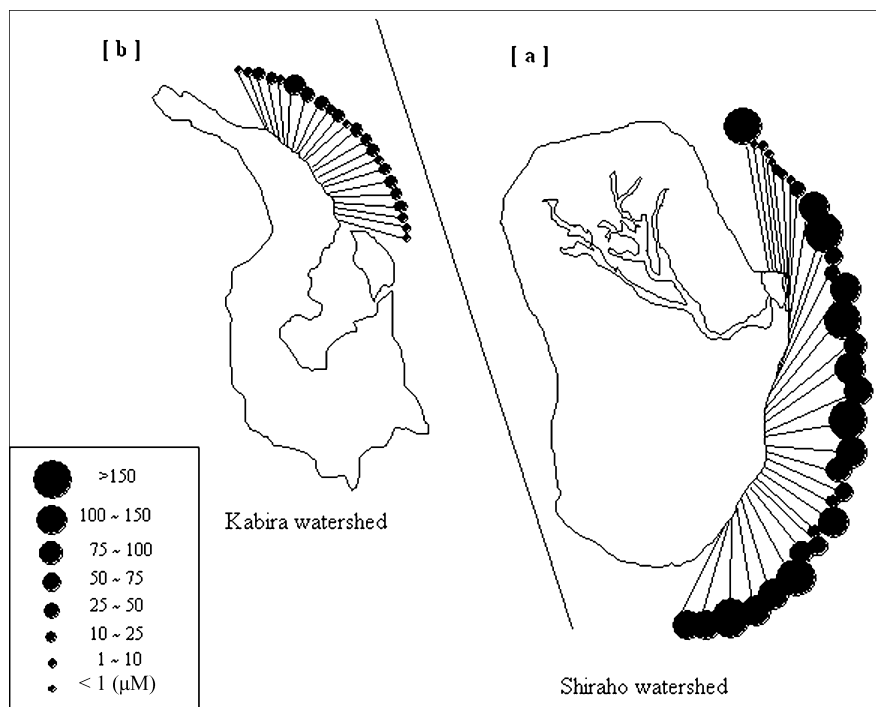 [ b ]
[ a ]
>150
100 ~ 150
75 ~ 100
50 ~ 75
25 ~ 50
10 ~ 25
1 ~ 10
< 1 (μM)
Kabira watershed
Shiraho watershed